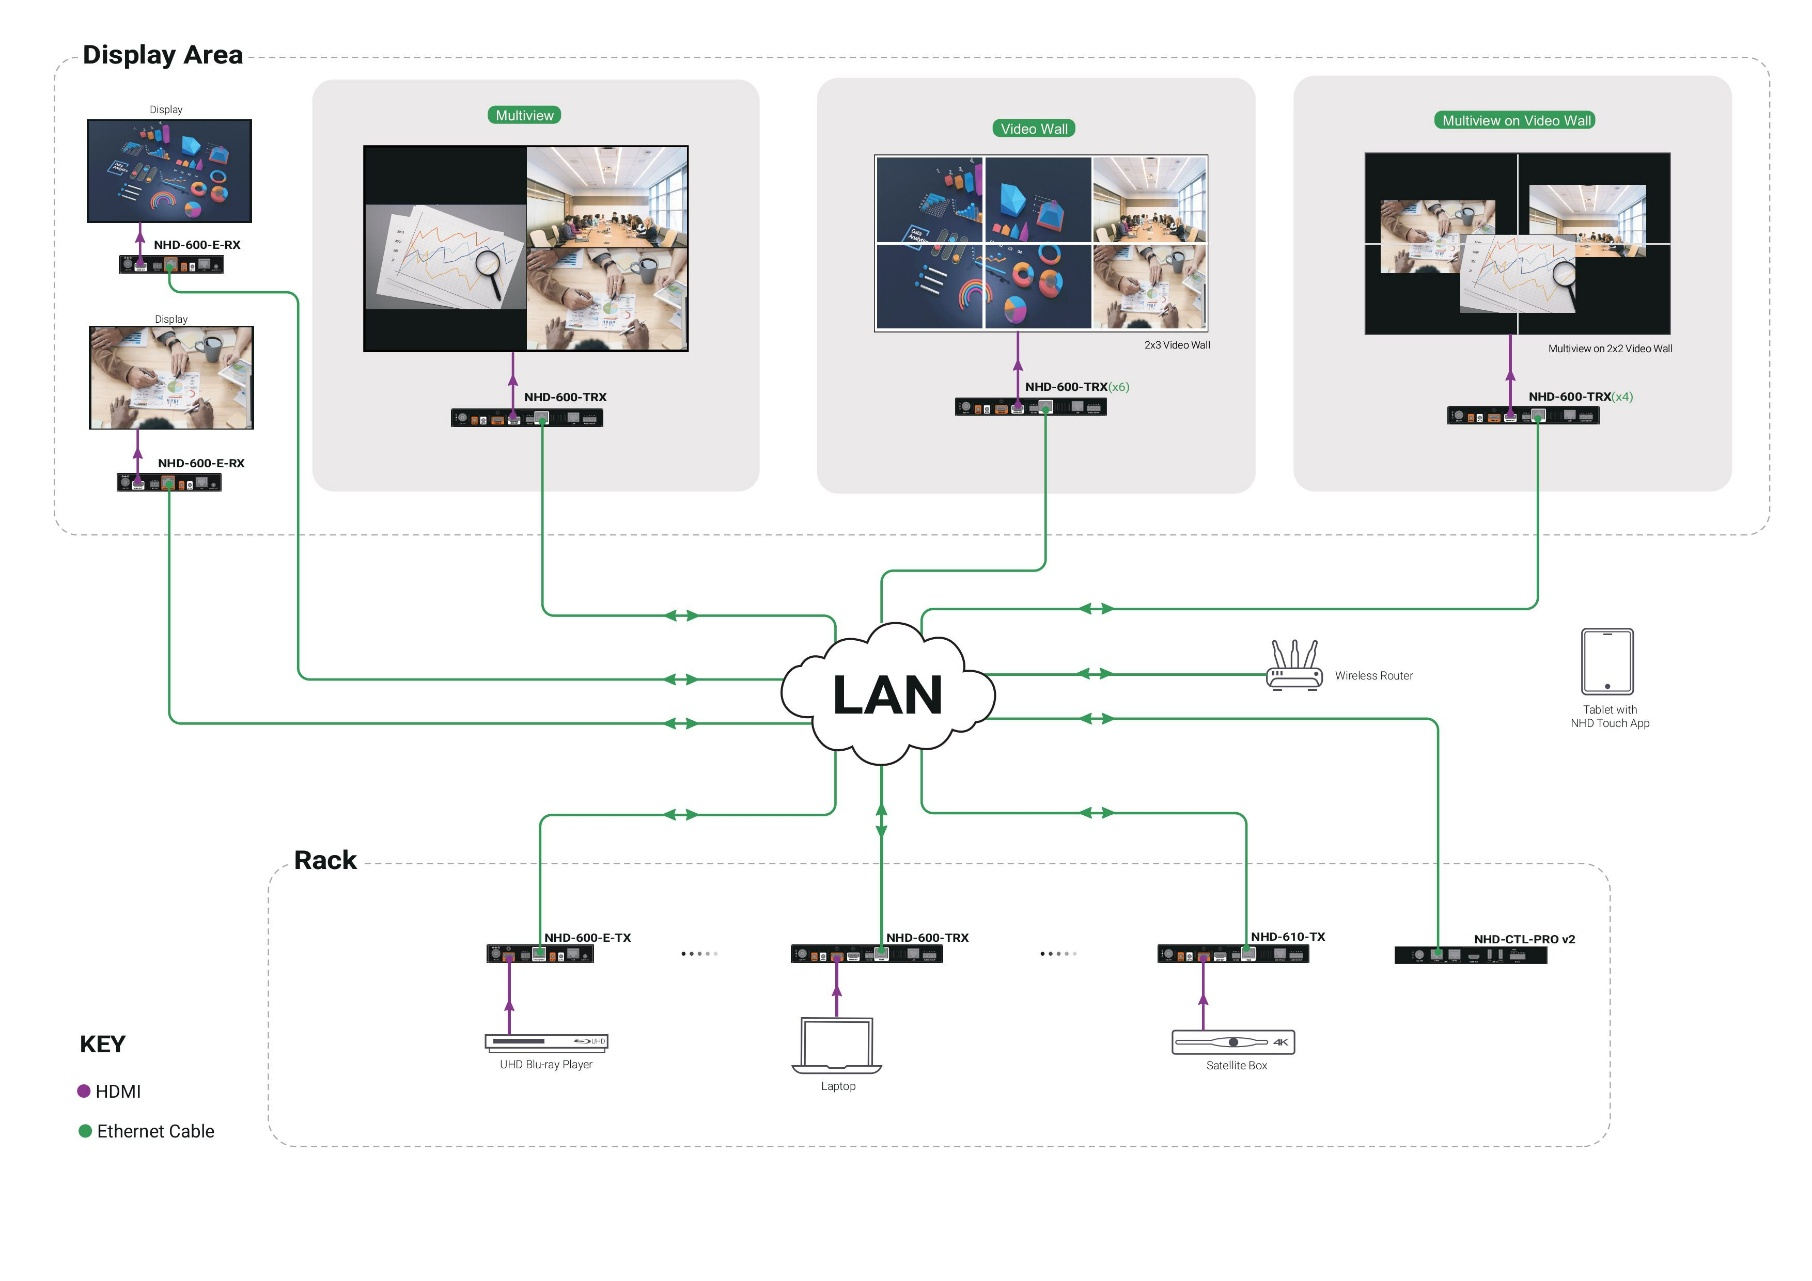 Display Area
Display
NHD-600-E-RX
Display
NHD-600-E-RX
Multiview
NHD-600-TRX
Video Wall
2x3 Video Wall
NHD-600-TRX(x6)
Multiview on Video Wall
Multiview on 2x2 Video Wall
NHD-600-TRX(x4)
LAN
Wireless Router
Tablet with
NHD Touch App
Rack
NHD-600-E-TX
UHD
UHD Blu-ray Player
NHD-600-TRX
Laptop
NHD-610-TX
4K
Satellite Box
NHD-CTL-PRO v2
KEY
HDMI
Ethernet Cable